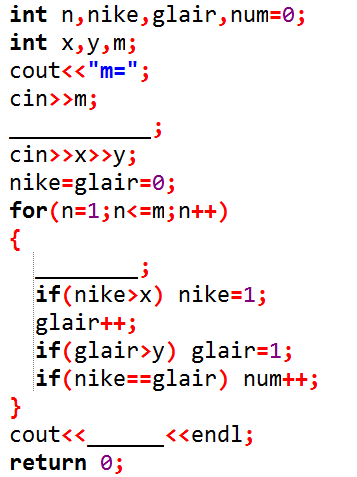 int n,nike,glair,num=0;
int x,y,m;
cout<<"m=";
cin>>m;
___________;
cin>>x>>y;
nike=glair=0;
for(n=1;n<=m;n++)
{
________;
if(nike>x) nike=1;
glair++;
if(glair>y) glair=1;
if(nike==glair) num++;
}
cout<<______<<endl;
return 0;